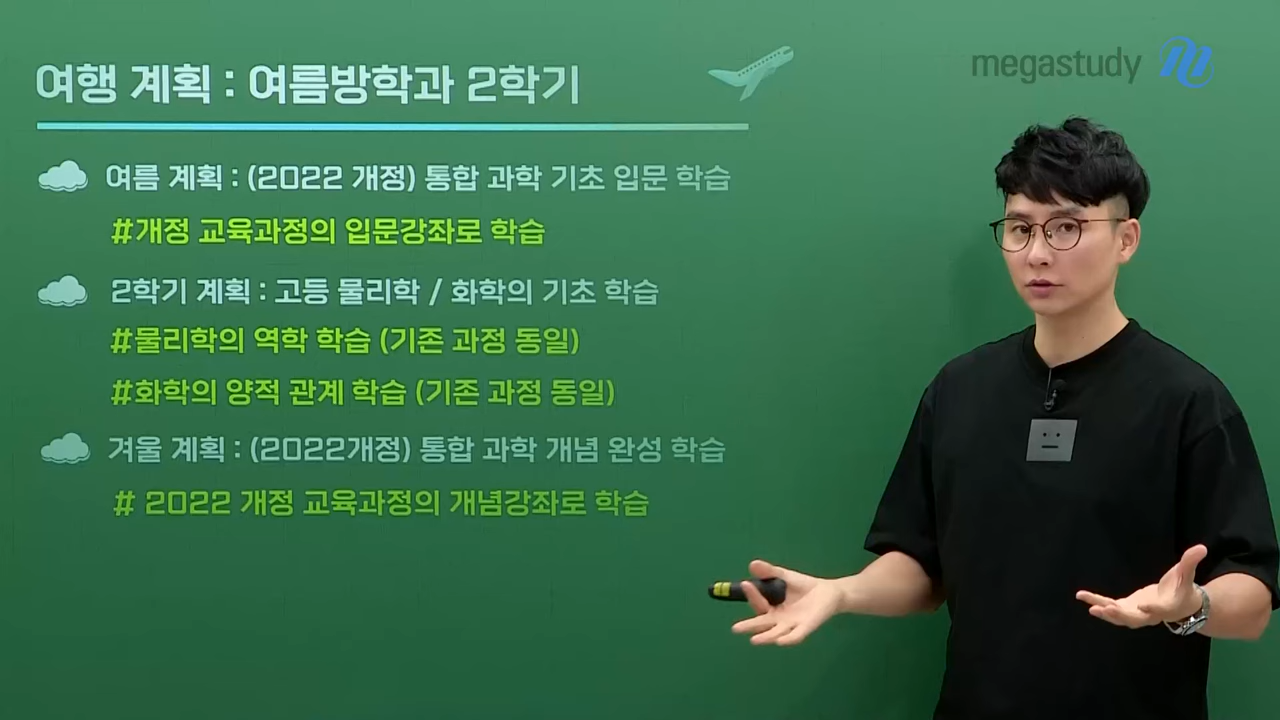 여행 계획 : 여름방학과 2학기
megastudy
여름 계획 : (2022 개정) 통합 과학 기초 입문 학습
#개정 교육과정의 입문강좌로 학습
2학기 계획 : 고등 물리학 / 화학의 기초 학습
#물리학의 역학 학습 (기존 과정 동일)
#화학의 양적 관계 학습 (기존 과정 동일)
겨울 계획 : (2022개정) 통합 과학 개념 완성 학습
# 2022 개정 교육과정의 개념강좌로 학습